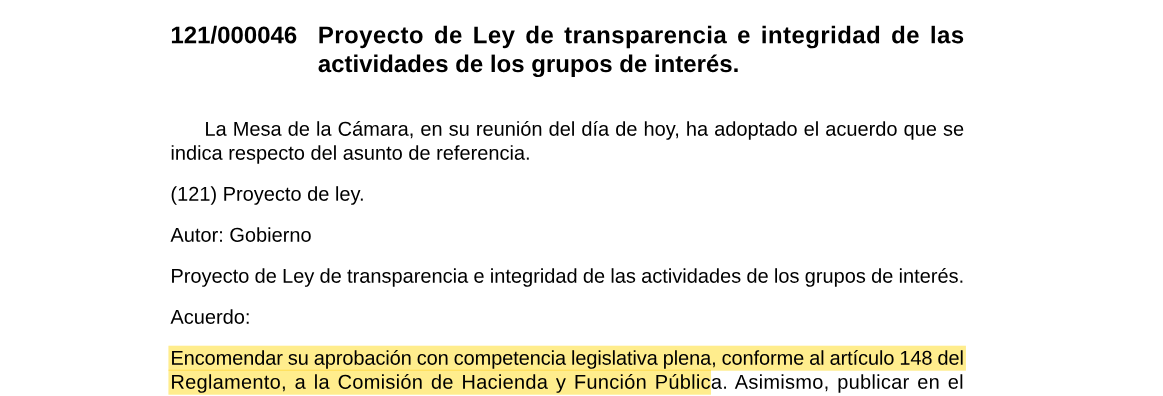 121/000046 Proyecto de Ley de transparencia e integridad de las
actividades de los grupos de interés.
La Mesa de la Cámara, en su reunión del día de hoy, ha adoptado el acuerdo que se
indica respecto del asunto de referencia.
(121) Proyecto de ley.
Autor: Gobierno
Proyecto de Ley de transparencia e integridad de las actividades de los grupos de interés.
Acuerdo:
Encomendar su aprobación con competencia legislativa plena, conforme al artículo 148 del
Reglamento, a la Comisión de Hacienda y Función Pública. Asimismo, publicar en el